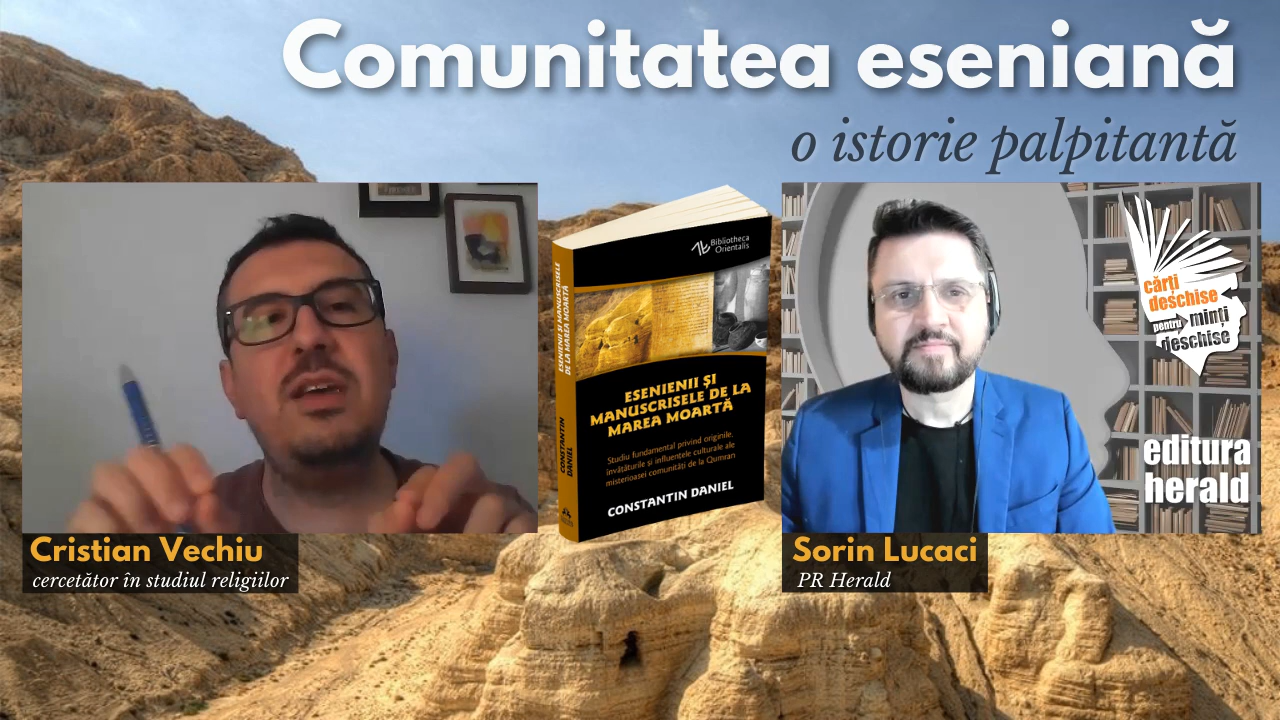 Comunitatea eseniană
o istorie palpitantă
Bibliotheca
Orientalis
ESENIENII ȘI MANUSCRISELE
DE LA MAREA MOARTĂ
CONSTANTIN
DANIEL
ESENIENII ȘI
MANUSCRISELE DE LA
MAREA MOARTĂ
Studiu fundamental privind originile,
învățăturile și influențele culturale ale
misterioasei comunități de la Qumran
CONSTANTIN DANIEL
cărți
deschise
pentru minți
deschise
editura
herald
Cristian Vechiu
cercetător în studiul religiilor
Sorin Lucaci
PR Herald